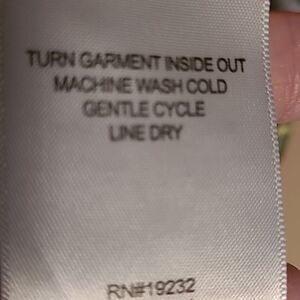 TURN GARMENT INSIDE OUT
MACHINE WASH COLD
GENTLE CYCLE
LINE DRY
RN#19232